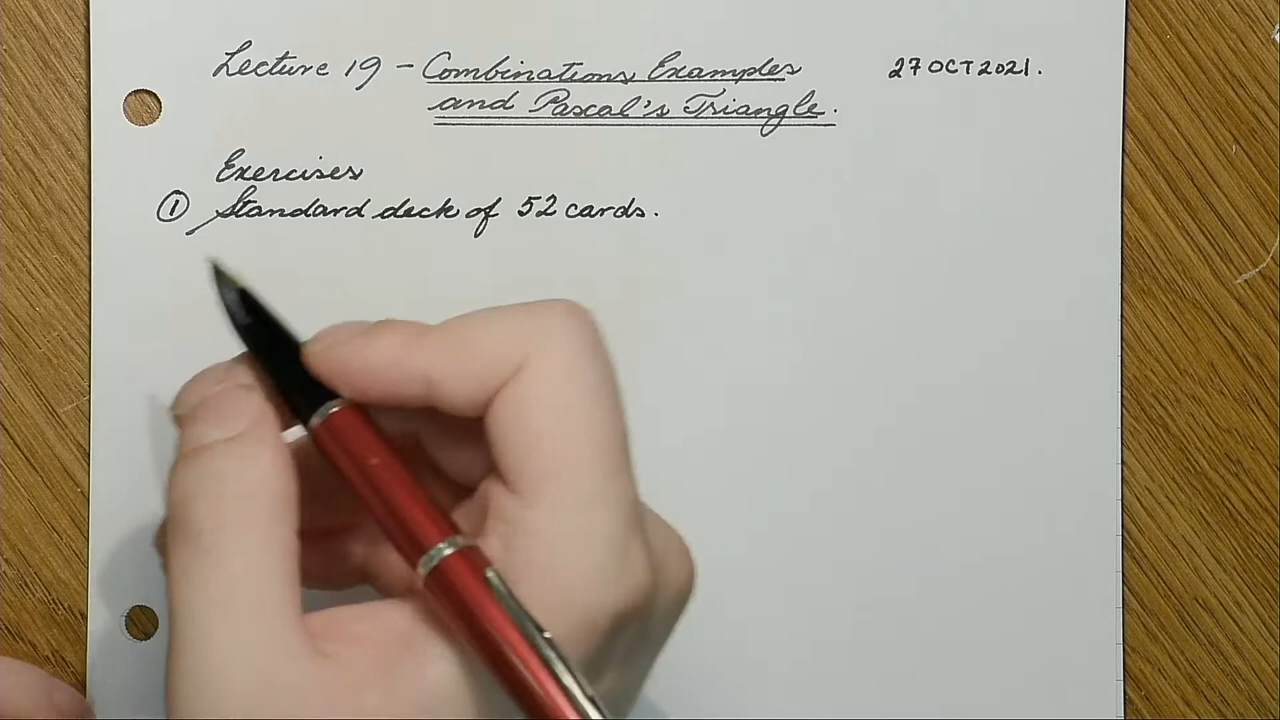 Lecture 19 - Combinations Examples 27 OCT 2021.
and Pascal's Triangle.
Exercises
① Standard deck of 52 cards.